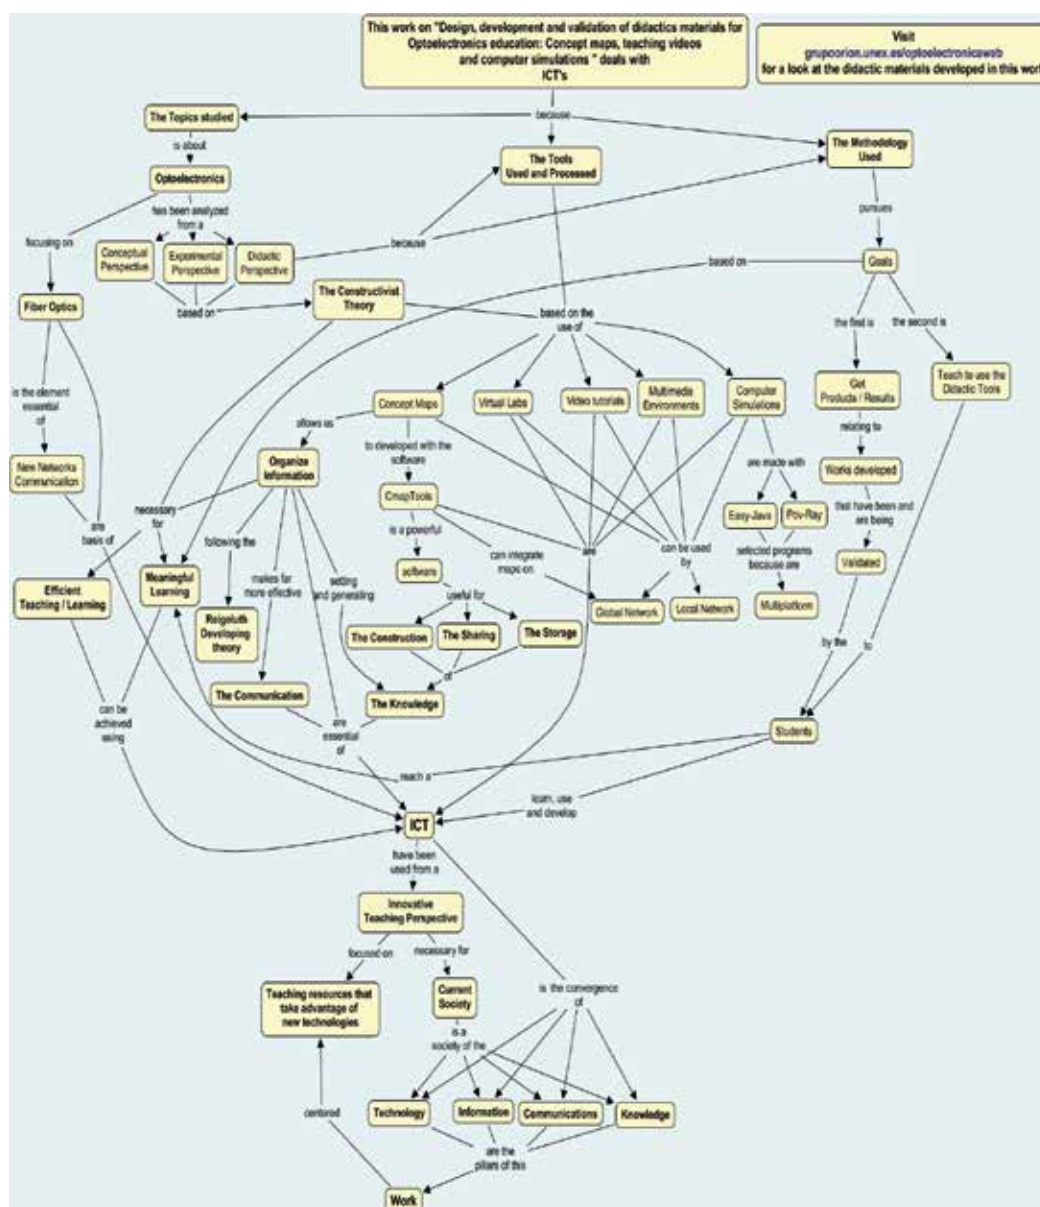 This work on "Design, development and validation of didactics materials for
Optoelectronics education: Concept maps, teaching videos
and computer simulations " deals with
ICT's
Visit
grupoorion.unex.es/optoelectronicaweb
for a look at the didactic materials developed in this work
because
The Topics studied
is about
The Tools
Used and Processed
The Methodology
Used
Optoelectronics
has been analyzed
from a
pursues
focusing on
because
Conceptual
Perspective
Experimental
Perspective
Didactic
Perspective
based on
Goals
Fiber Optics
based on
The Constructivist
Theory
based on the
use of
the first is
the second is
is the element
essential
of
Concept Maps
Virtual Labs
Video tutorials
Multimedia
Environments
Computer
Simulations
Get
Products / Results
Teach to use the
Didactic Tools
allows us
to developed with the
software
relating to
New Networks
Communication
Organize
Information
are made with
Works developed
CmapTools
Easy-Java
Pov-Ray
that have been and
are being
necessary
for
are
basis of
following the
is a powerful
can integrate
maps on
are
can be used
by
selected programs
because are
Validated
Efficient
Teaching / Learning
Meaningful
Learning
makes far
more effective
setting
and generating
software
useful for
Global Network
Local Network
Multiplatform
Reigeluth
Developing
theory
The Construction
The Sharing
The Storage
by the
to
of
The Communication
The Knowledge
can be
achieved
using
are
essential
of
Students
reach a
learn, use
and develop
ICT
have been
used from a
Innovative
Teaching Perspective
focussed on
necessary for
Teaching resources that
take advantage of
new technologies
Current
Society
is the convergence
of
is a
society of the
centered
Technology
Information
Communications
Knowledge
are the
pillars of this
Work